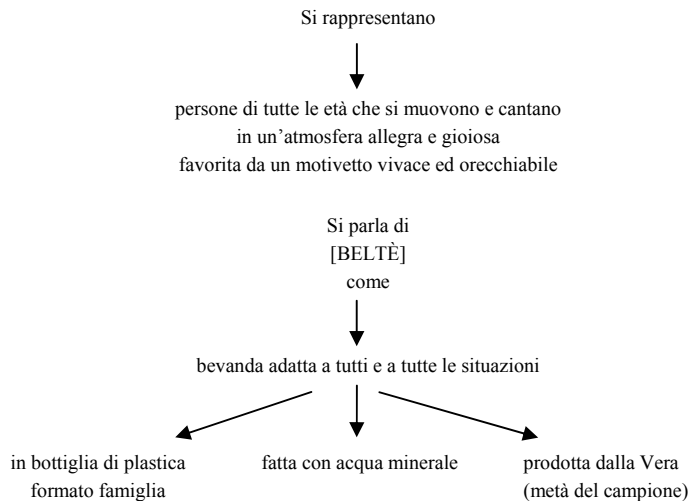 Si rappresentano
persone di tutte le età che si muovono e cantano
in un'atmosfera allegra e gioiosa
favorita da un motivetto vivace ed orecchiabile
Si parla di
[BELTÈ]
come
bevanda adatta a tutti e a tutte le situazioni
in bottiglia di plastica
formato famiglia
fatta con acqua minerale
prodotta dalla Vera
(metà del campione)